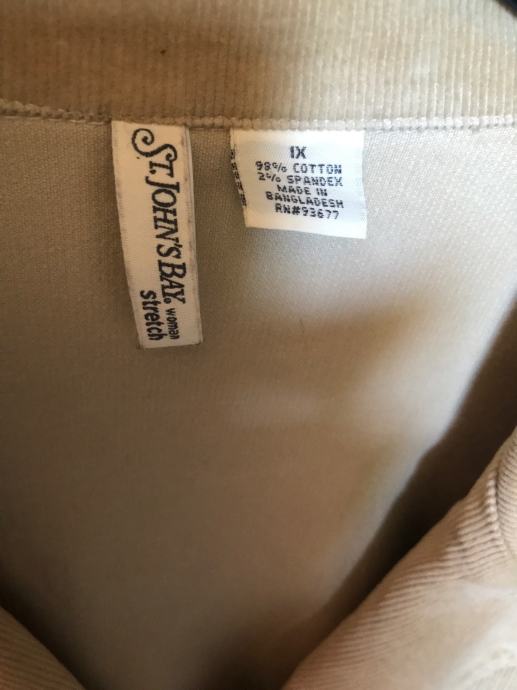 ST. JOHN'S BAY. woman
stretch
1X
98% COTTON
2% SPANDEX
MADE IN
BANGLADESH
RN#93677